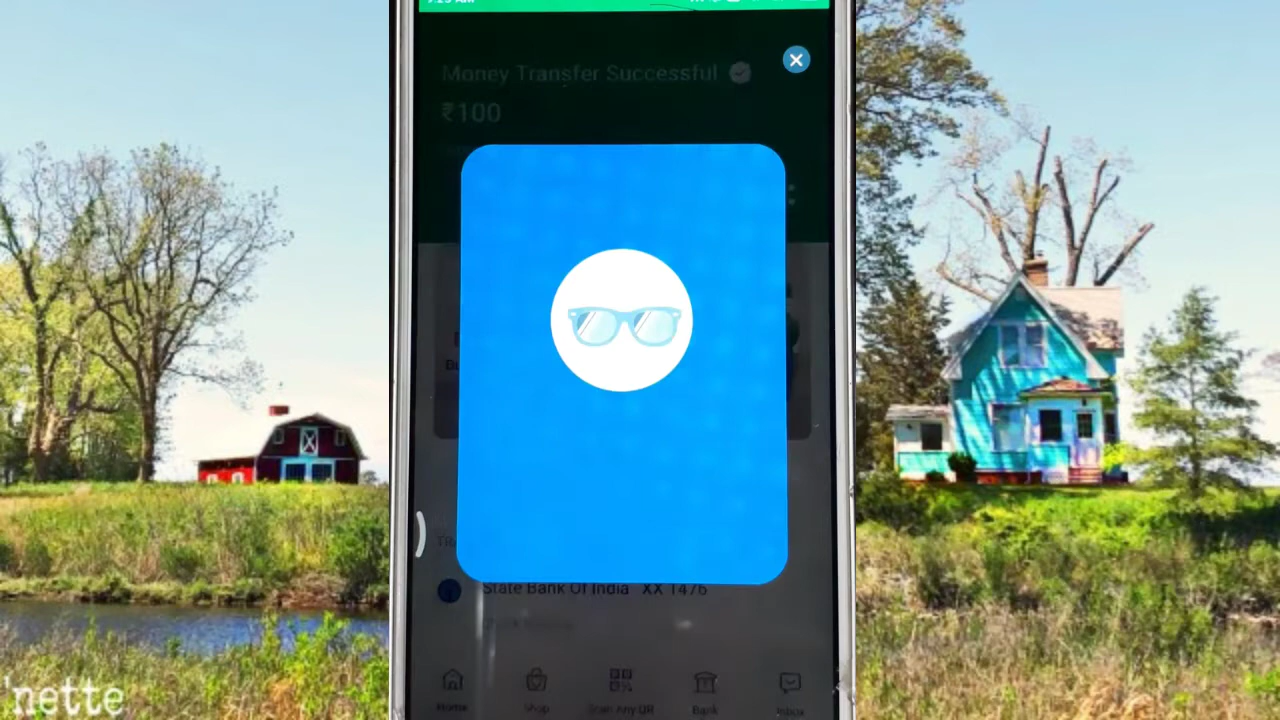 Money Transfer Successful
₹100
State Bank Of India XX 1476
Home
Shop
Scan Any QR
Bank
Inbox
'nette